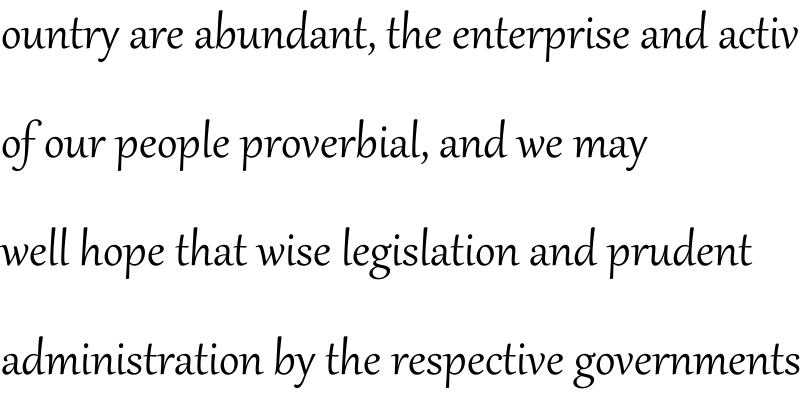 ountry are abundant, the enterprise and activ
of our people proverbial, and we may
well hope that wise legislation and prudent
administration by the respective governments